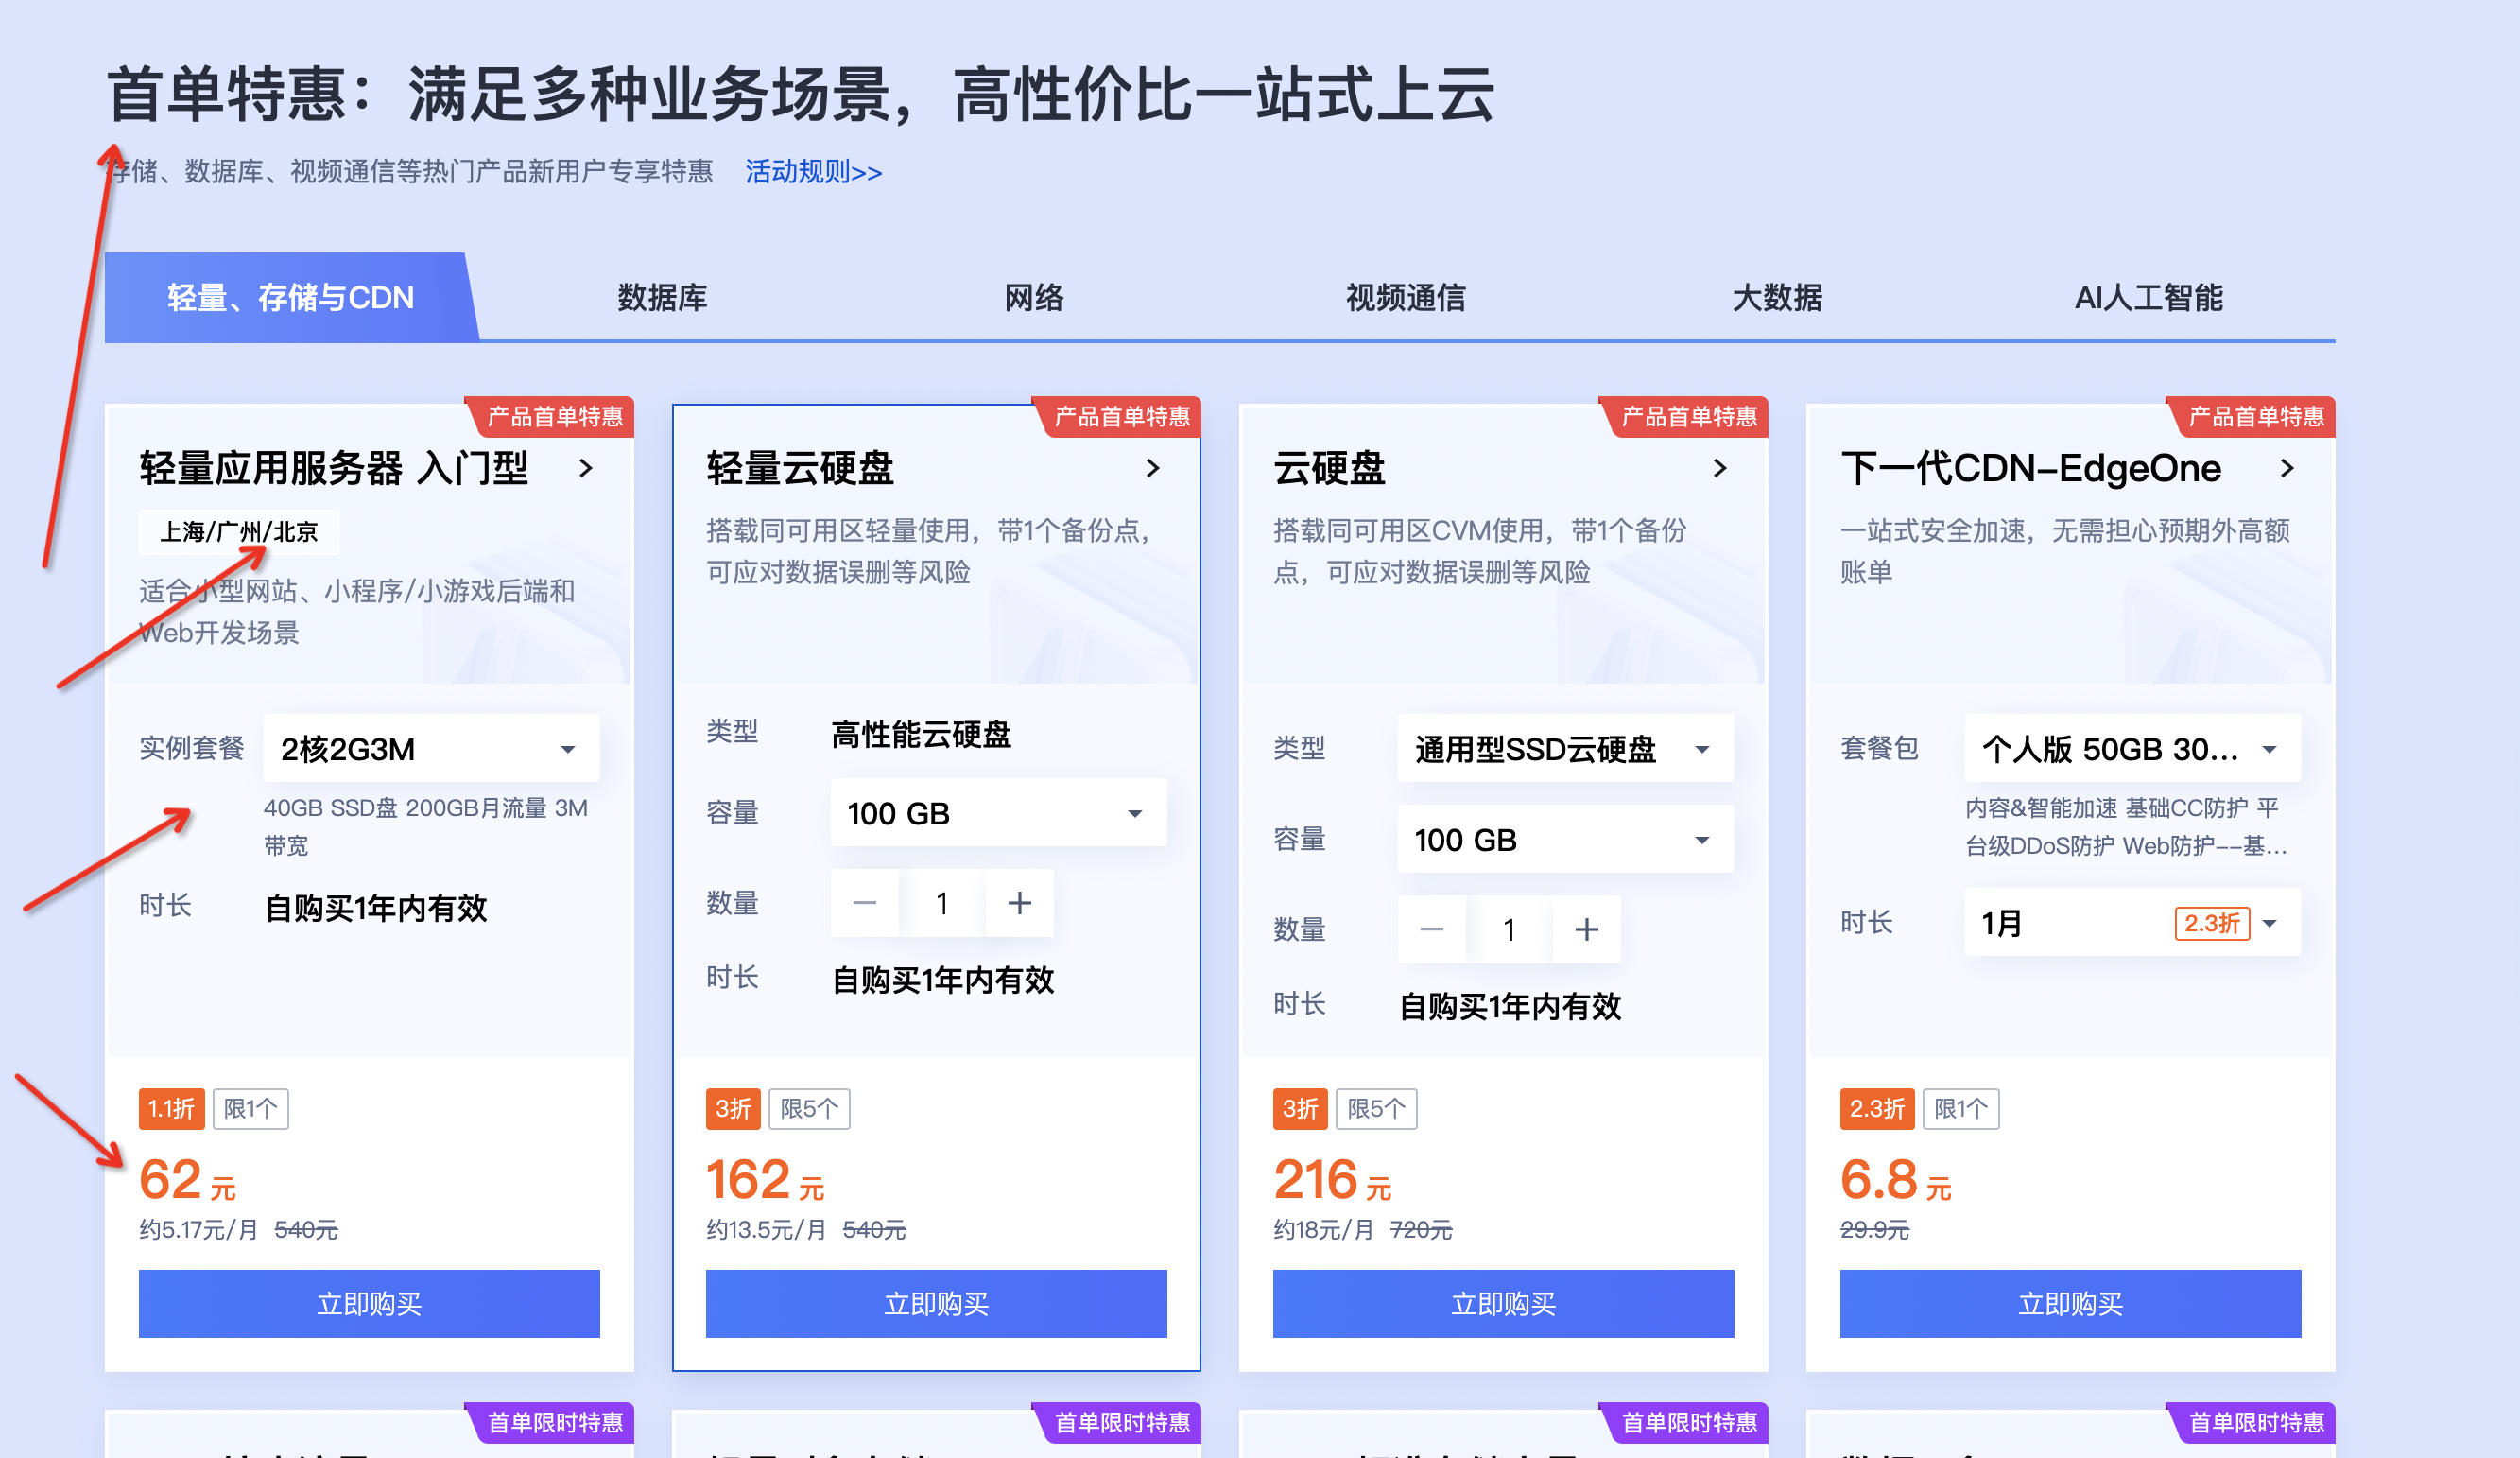 首单特惠：满足多种业务场景，高性价比一站式上云
存储、数据库、视频通信等热门产品新用户专享特惠 活动规则>>
轻量、存储与CDN
数据库
网络
视频通信
大数据
AI人工智能
产品首单特惠
轻量应用服务器 入门型
上海/广州/北京
适合小型网站、小程序/小游戏后端和
Web开发场景
实例套餐 2核2G3M
40GB SSD盘 200GB月流量 3M
带宽
时长 自购买1年内有效
1.1折 限1个
62 元
约5.17元/月 540元
立即购买
产品首单特惠
轻量云硬盘
搭载同可用区轻量使用，带1个备份点，
可应对数据误删等风险
类型 高性能云硬盘
容量 100 GB
数量 1
时长 自购买1年内有效
3折 限5个
162 元
约13.5元/月 540元
立即购买
产品首单特惠
云硬盘
搭载同可用区CVM使用，带1个备份
点，可应对数据误删等风险
类型 通用型SSD云硬盘
容量 100 GB
数量 1
时长 自购买1年内有效
3折 限5个
216 元
约18元/月 720元
立即购买
产品首单特惠
下一代CDN-EdgeOne
一站式安全加速，无需担心预期外高额
账单
套餐包 个人版 50GB 30...
内容&智能加速 基础CC防护 平
台级DDoS防护 Web防护--基...
时长 1月 2.3折
2.3折 限1个
6.8 元
29.9元
立即购买
首单限时特惠
首单限时特惠
首单限时特惠
首单限时特惠